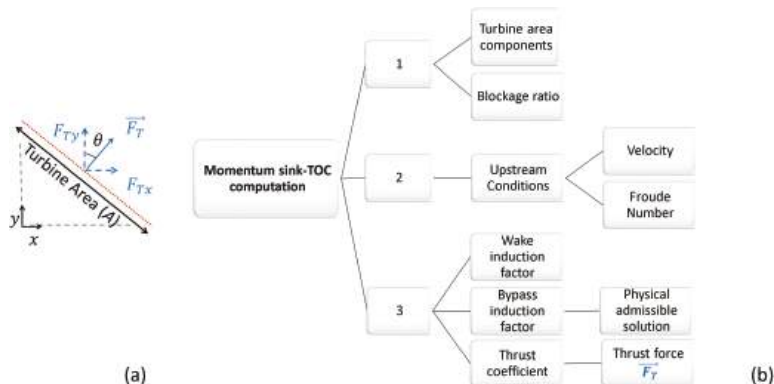 F_Ty
θ
F_T
F_Tx
Turbine Area (A)
y
x
(a)
Momentum sink-TOC
computation
1
Turbine area
components
Blockage ratio
2
Upstream
Conditions
Velocity
Froude
Number
3
Wake
induction
factor
Bypass
induction
factor
Physical
admissible
solution
Thrust
coefficient
Thrust force
F_T
(b)